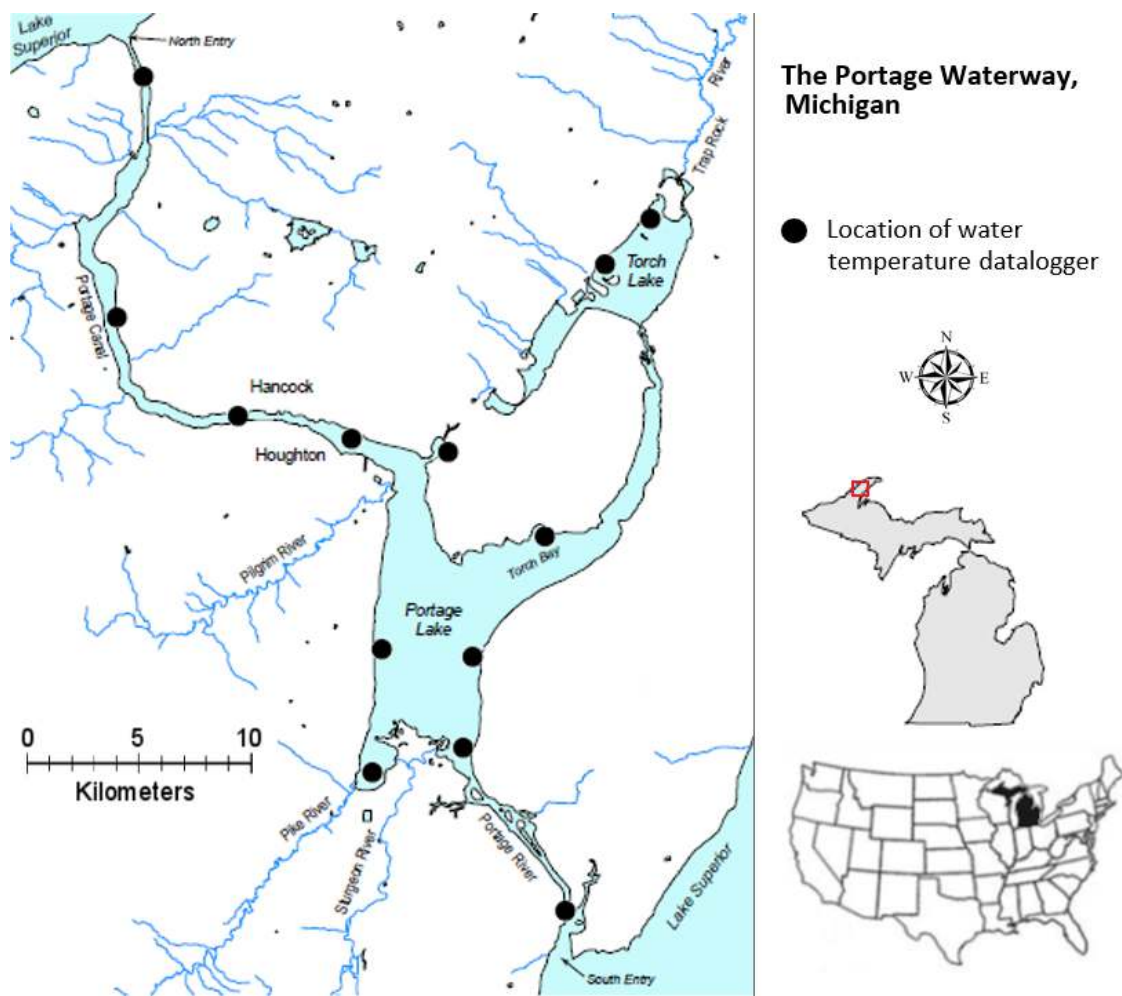 Lake
Superior
North Entry
River
Trap Rock
Torch
Lake
Portage Canal
Hancock
Houghton
Pilgrim River
Torch Bay
Portage
Lake
0 5 10
Kilometers
Pike River
Sturgeon River
Portage River
Lake Superior
South Entry
The Portage Waterway,
Michigan
Location of water
temperature datalogger
N
W E
S